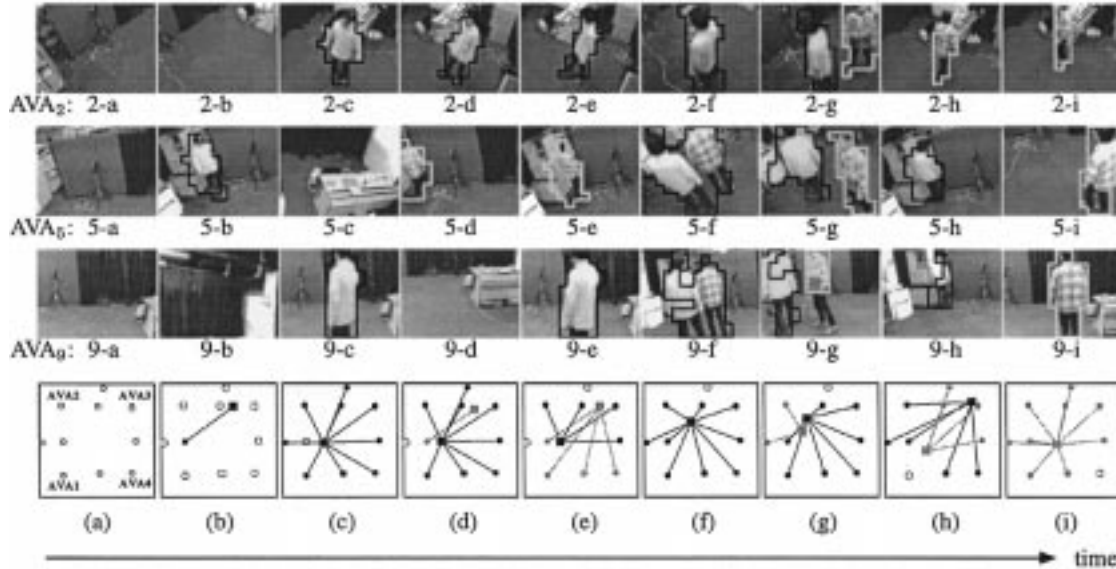 AVA₂: 2-a 2-b 2-c 2-d 2-e 2-f 2-g 2-h 2-i
AVA₅: 5-a 5-b 5-c 5-d 5-e 5-f 5-g 5-h 5-i
AVA₉: 9-a 9-b 9-c 9-d 9-e 9-f 9-g 9-h 9-i
AVA2 AVA3
AVA1 AVA4
(a) (b) (c) (d) (e) (f) (g) (h) (i)
time